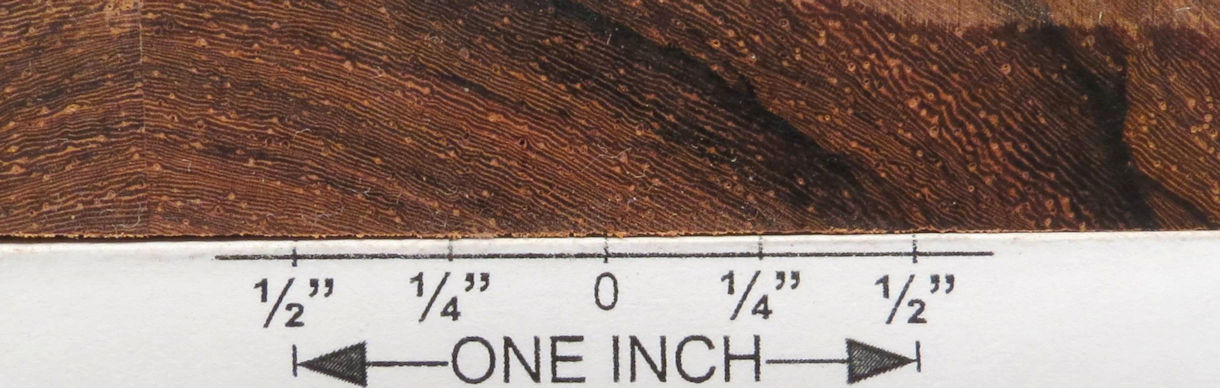 1/2” 1/4” 0 1/4” 1/2”
ONE INCH